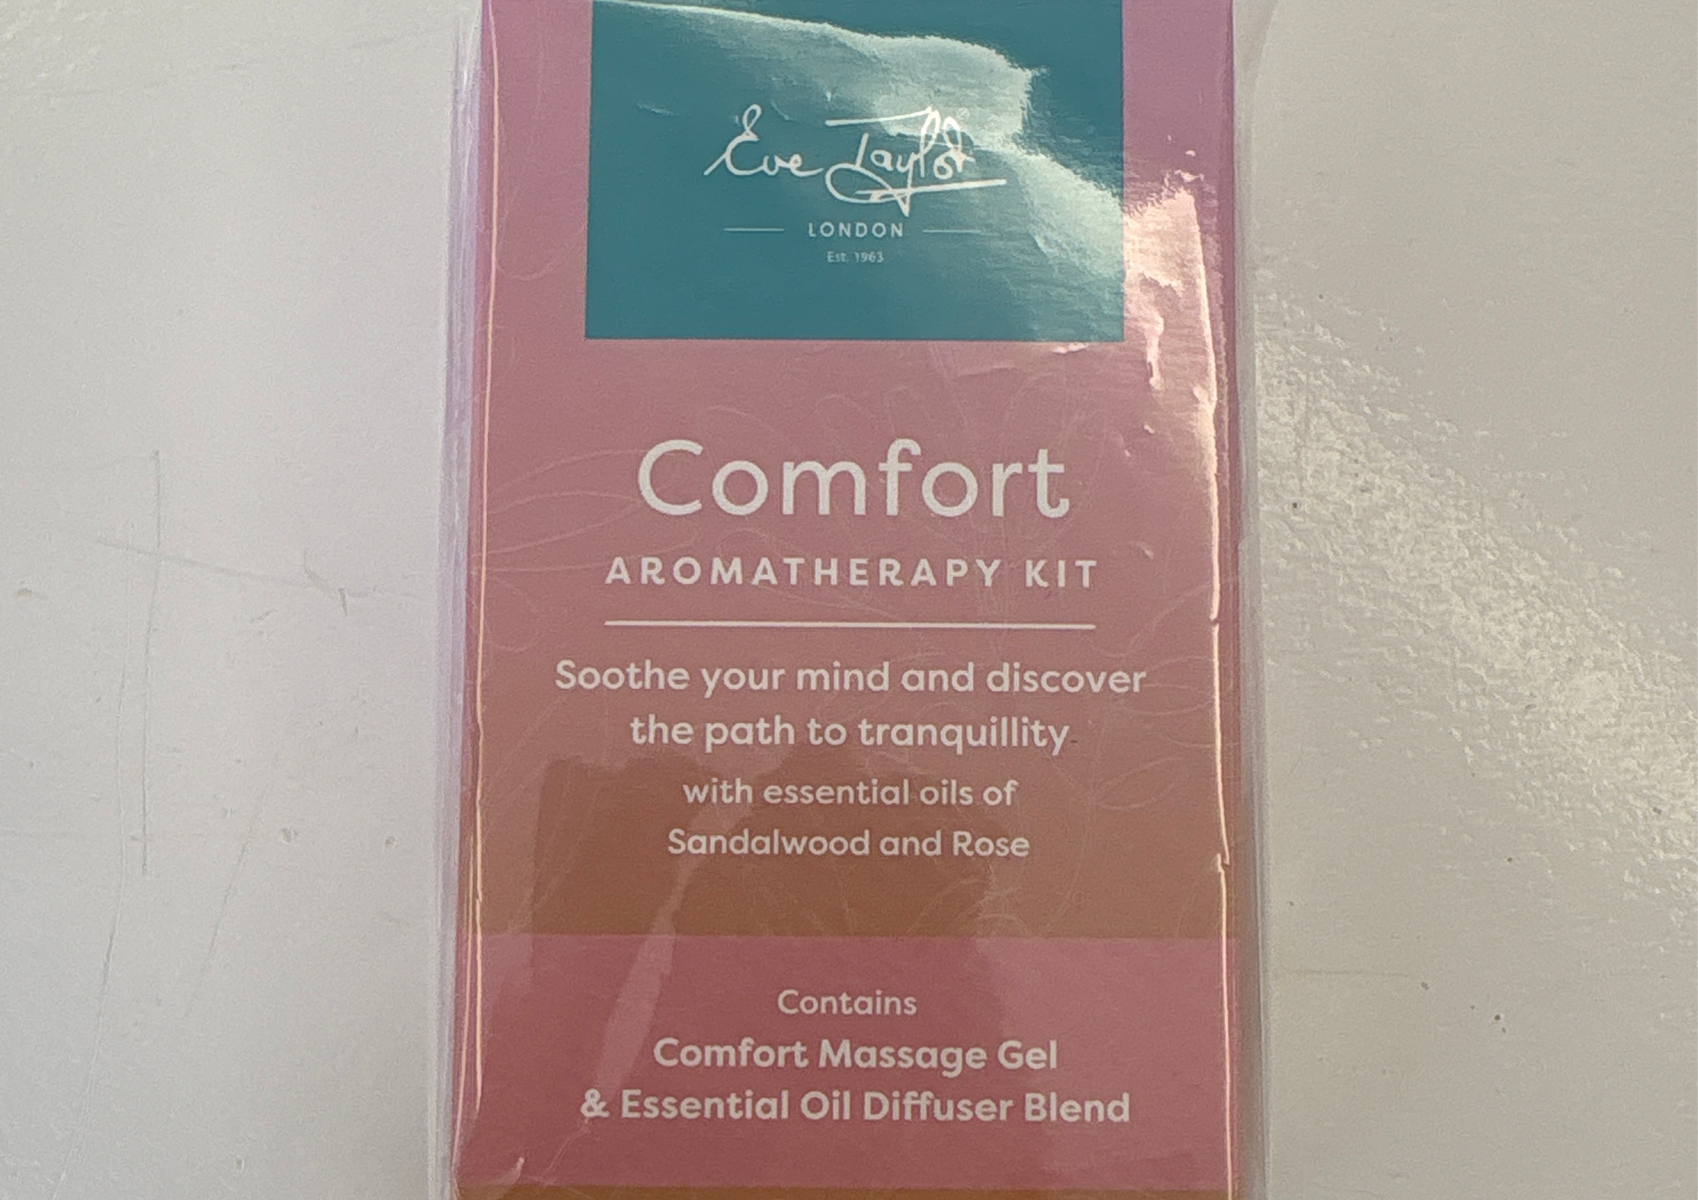 Eve Taylor
LONDON
Est. 1963
Comfort
AROMATHERAPY KIT
Soothe your mind and discover
the path to tranquillity
with essential oils of
Sandalwood and Rose
Contains
Comfort Massage Gel
& Essential Oil Diffuser Blend